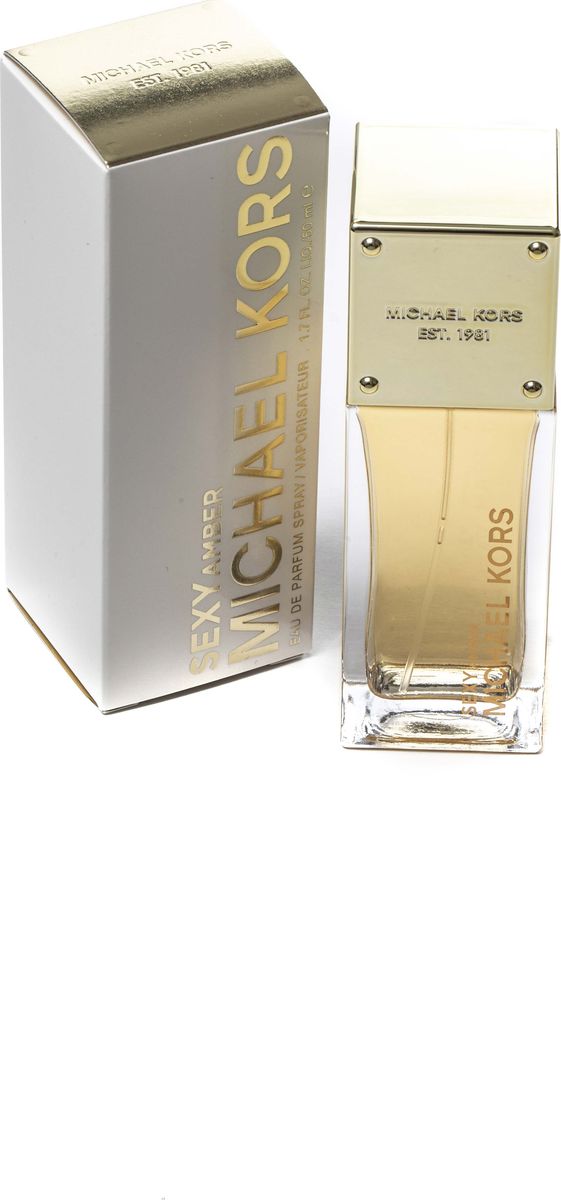 MICHAEL KORS
EST. 1981
SEXY AMBER
MICHAEL KORS
EAU DE PARFUM SPRAY / VAPORISATEUR 1.7 FL. OZ. LIQ./50 ml ℮
MICHAEL KORS
EST. 1981
SEXY
MICHAEL KORS